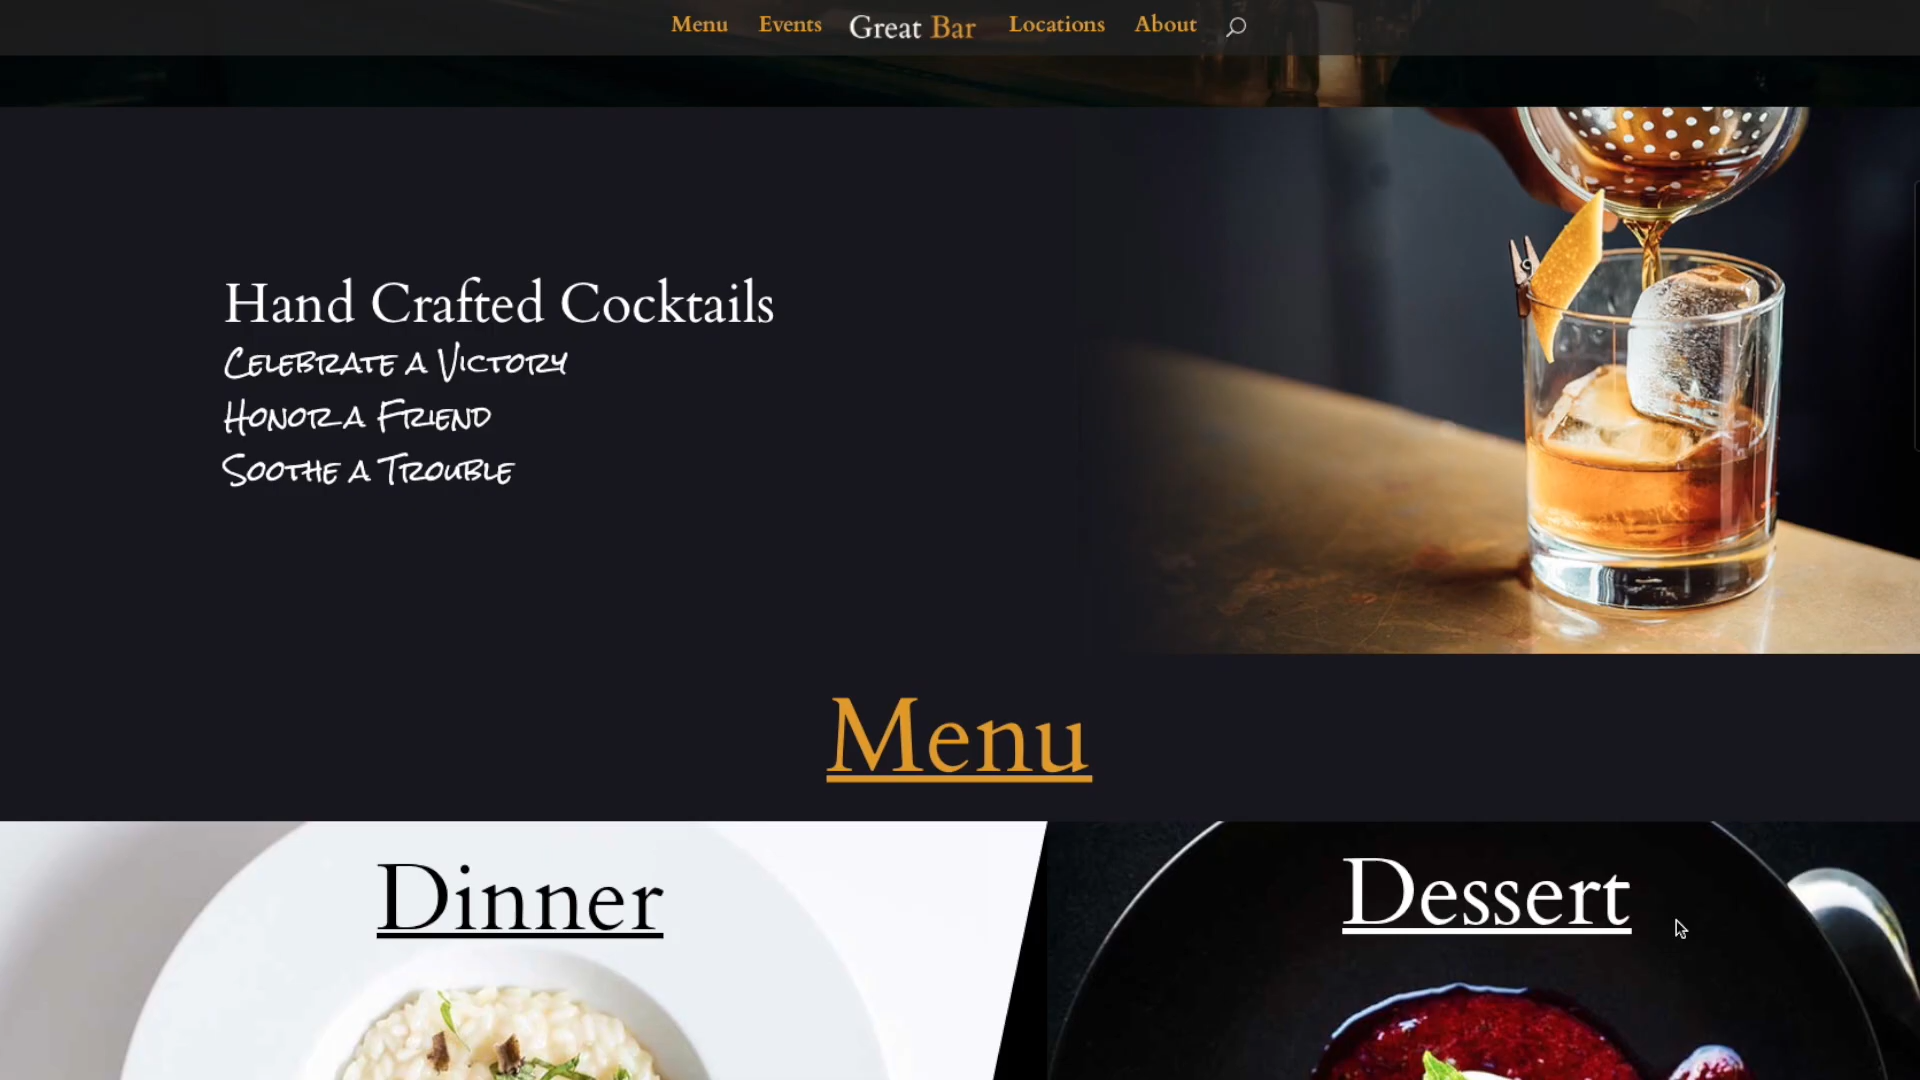 Menu Events Great Bar Locations About
Hand Crafted Cocktails
Celebrate a Victory
Honor a Friend
Soothe a Trouble
Menu
Dinner
Dessert